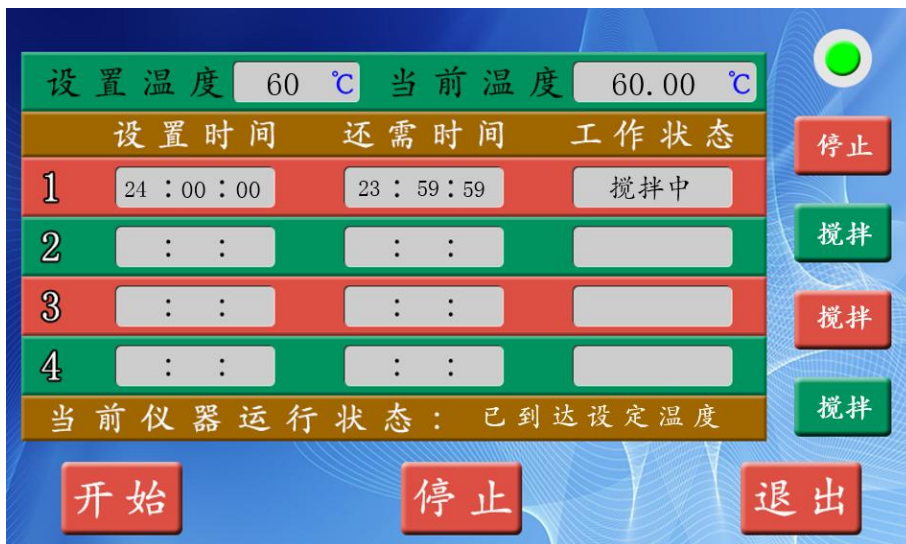 设置温度 60 ℃ 当前温度 60.00 ℃
设置时间 还需时间 工作状态
停止
1 24：00：00 23：59：59 搅拌中
2 ： ： ： ：
搅拌
3 ： ： ： ：
搅拌
4 ： ： ： ：
搅拌
当前仪器运行状态： 已到达设定温度
开始 停止 退出